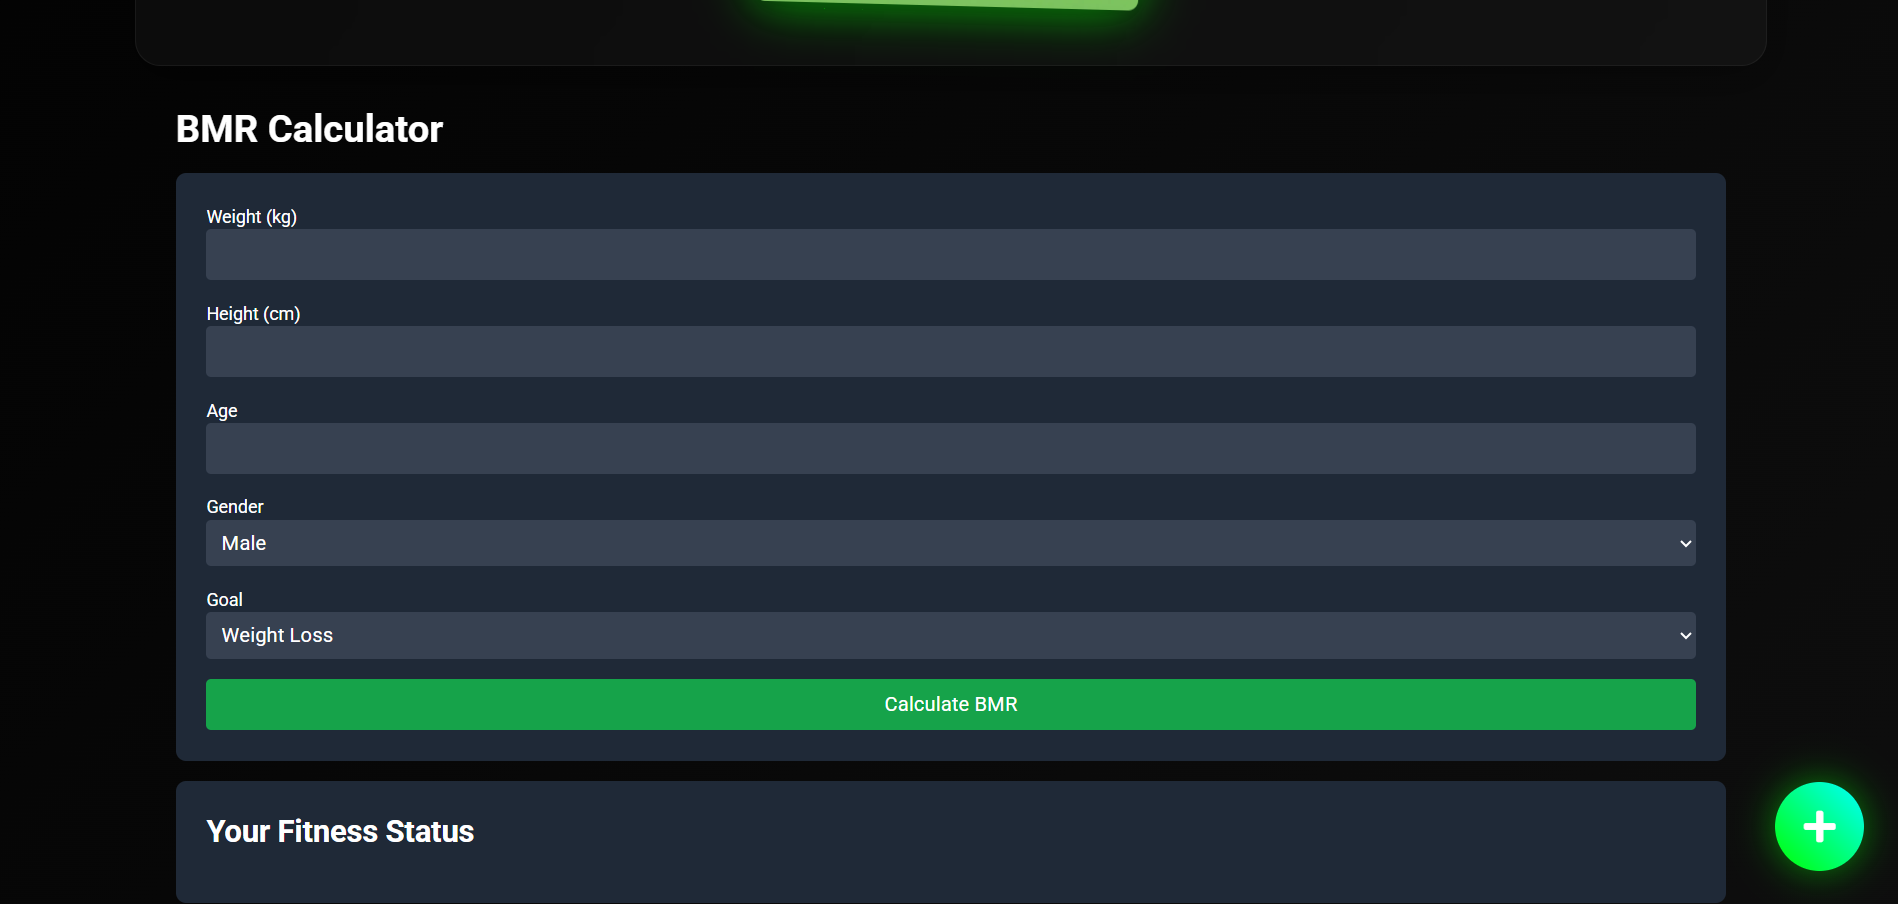 BMR Calculator
Weight (kg)
Height (cm)
Age
Gender
Male
Goal
Weight Loss
Calculate BMR
Your Fitness Status